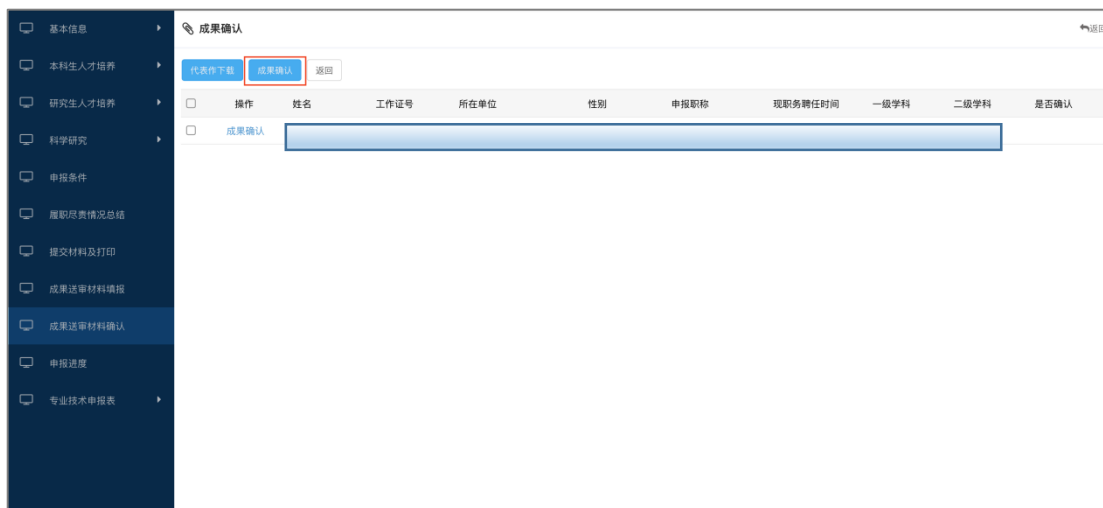 基本信息
成果确认
返回
本科生人才培养
代表作下载 成果确认 返回
研究生人才培养
操作 姓名 工作证号 所在单位 性别 申报职称 现职务聘任时间 一级学科 二级学科 是否确认
成果确认
科学研究
申报条件
履职尽责情况总结
提交材料及打印
成果送审材料填报
成果送审材料确认
申报进度
专业技术申报表